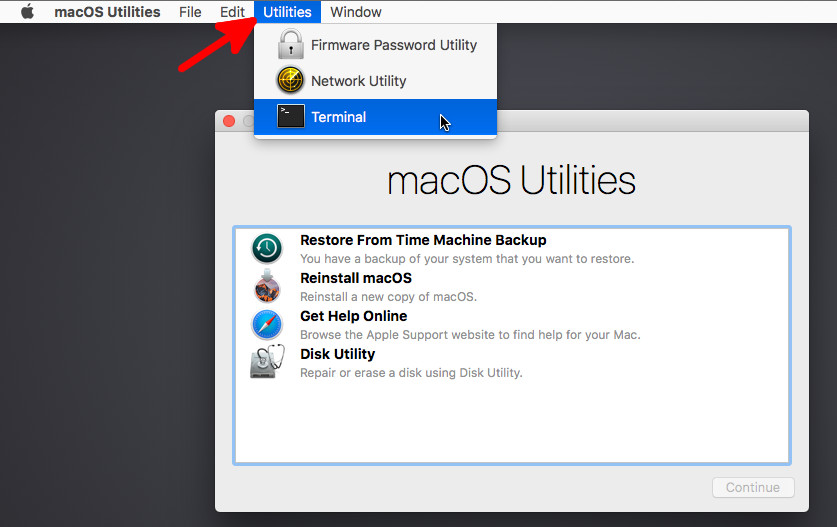 macOS Utilities File Edit Utilities Window
Firmware Password Utility
Network Utility
>_ Terminal
macOS Utilities
Restore From Time Machine Backup
You have a backup of your system that you want to restore.
Reinstall macOS
Reinstall a new copy of macOS.
Get Help Online
Browse the Apple Support website to find help for your Mac.
Disk Utility
Repair or erase a disk using Disk Utility.
Continue